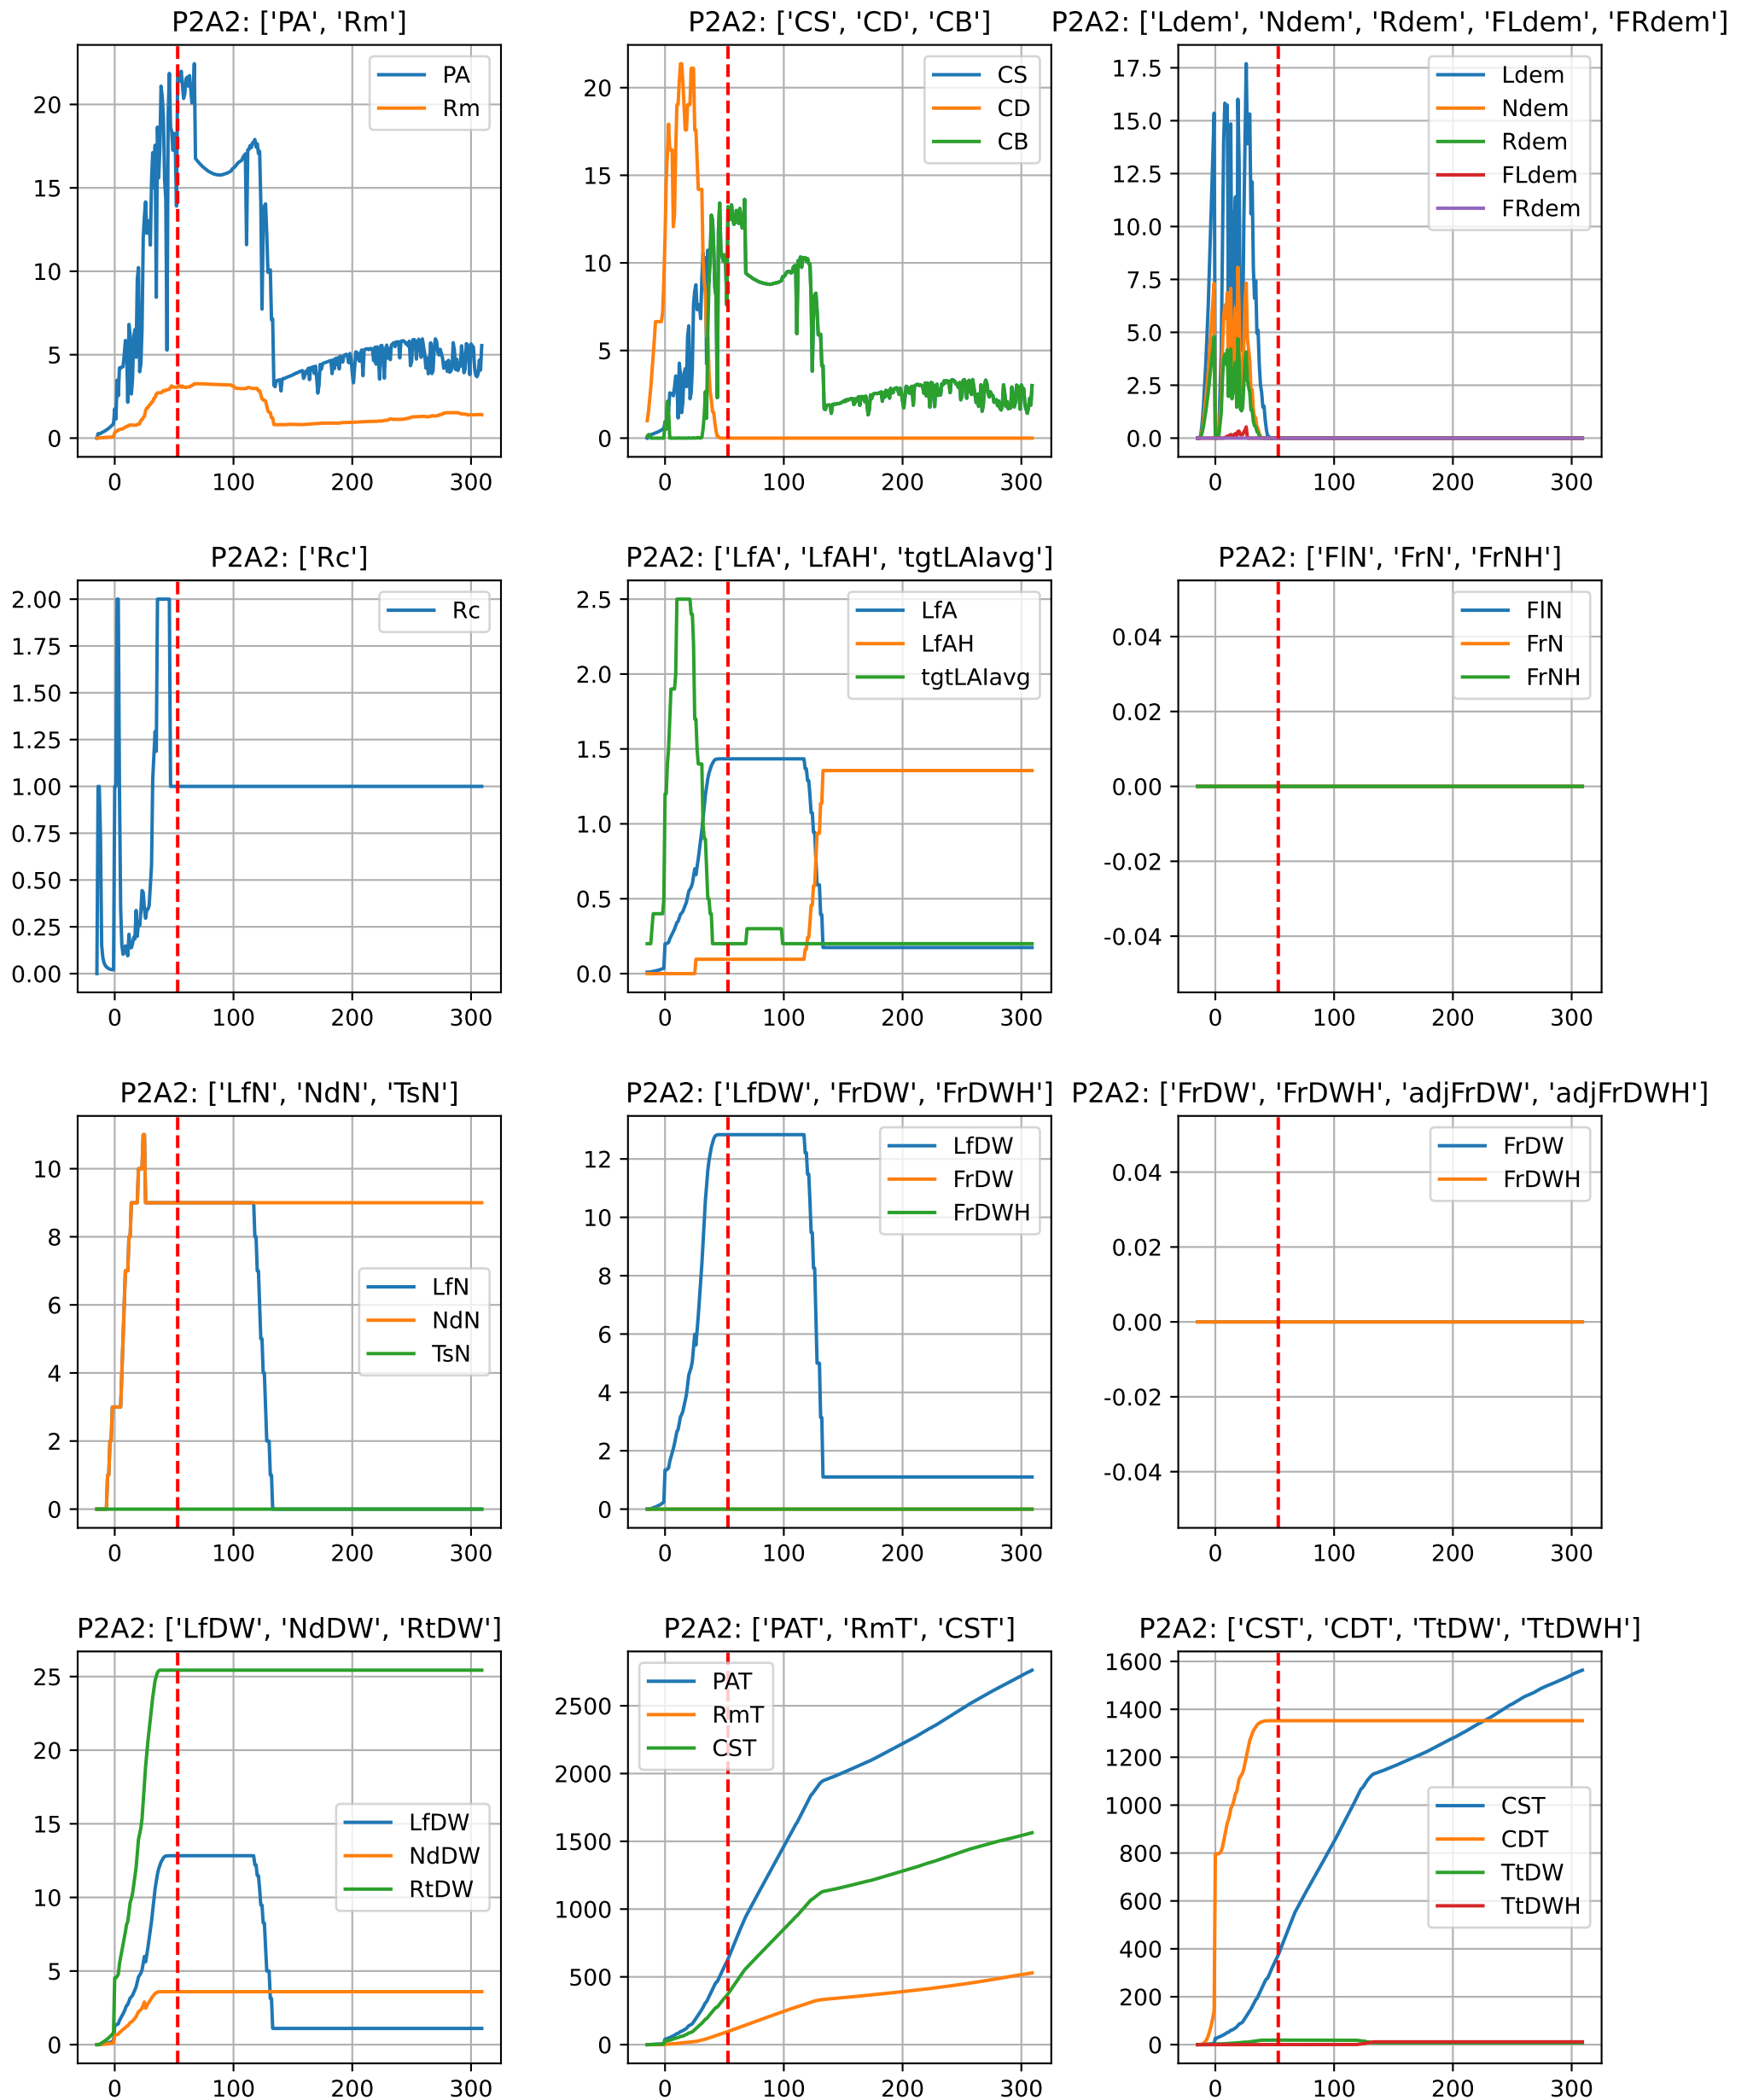 P2A2: ['PA', 'Rm']
PA
Rm
20
15
10
5
0
0 100 200 300
P2A2: ['CS', 'CD', 'CB']
CS
CD
CB
20
15
10
5
0
0 100 200 300
P2A2: ['Ldem', 'Ndem', 'Rdem', 'FLdem', 'FRdem']
Ldem
Ndem
Rdem
FLdem
FRdem
17.5
15.0
12.5
10.0
7.5
5.0
2.5
0.0
0 100 200 300
P2A2: ['Rc']
Rc
2.00
1.75
1.50
1.25
1.00
0.75
0.50
0.25
0.00
0 100 200 300
P2A2: ['LfA', 'LfAH', 'tgtLAIavg']
LfA
LfAH
tgtLAIavg
2.5
2.0
1.5
1.0
0.5
0.0
0 100 200 300
P2A2: ['FlN', 'FrN', 'FrNH']
FlN
FrN
FrNH
0.04
0.02
0.00
-0.02
-0.04
0 100 200 300
P2A2: ['LfN', 'NdN', 'TsN']
LfN
NdN
TsN
10
8
6
4
2
0
0 100 200 300
P2A2: ['LfDW', 'FrDW', 'FrDWH']
LfDW
FrDW
FrDWH
12
10
8
6
4
2
0
0 100 200 300
P2A2: ['FrDW', 'FrDWH', 'adjFrDW', 'adjFrDWH']
FrDW
FrDWH
0.04
0.02
0.00
-0.02
-0.04
0 100 200 300
P2A2: ['LfDW', 'NdDW', 'RtDW']
LfDW
NdDW
RtDW
25
20
15
10
5
0
0 100 200 300
P2A2: ['PAT', 'RmT', 'CST']
PAT
RmT
CST
2500
2000
1500
1000
500
0
0 100 200 300
P2A2: ['CST', 'CDT', 'TtDW', 'TtDWH']
CST
CDT
TtDW
TtDWH
1600
1400
1200
1000
800
600
400
200
0
0 100 200 300